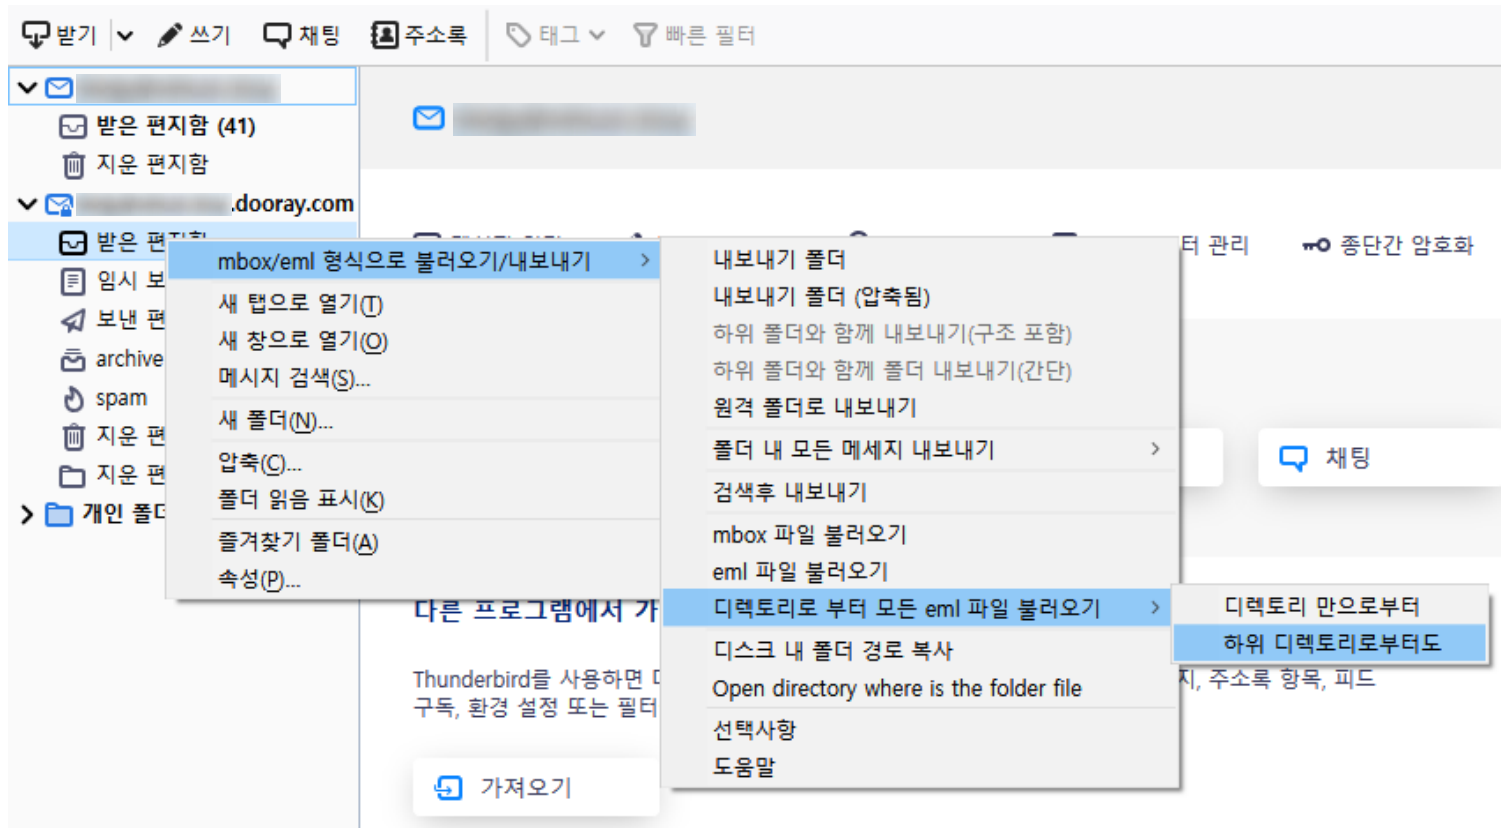 받기 쓰기 채팅 주소록 태그 빠른 필터
받은 편지함 (41)
지운 편지함
.dooray.com
받은
임시
보낸
archive
spam
지운
지운
개인
mbox/eml 형식으로 불러오기/내보내기
새 탭으로 열기(T)
새 창으로 열기(O)
메시지 검색(S)...
새 폴더(N)...
압축(C)...
폴더 읽음 표시(K)
즐겨찾기 폴더(A)
속성(P)...
내보내기 폴더
내보내기 폴더 (압축됨)
하위 폴더와 함께 내보내기(구조 포함)
하위 폴더와 함께 폴더 내보내기(간단)
원격 폴더로 내보내기
폴더 내 모든 메세지 내보내기
검색후 내보내기
mbox 파일 불러오기
eml 파일 불러오기
디렉토리로 부터 모든 eml 파일 불러오기
디스크 내 폴더 경로 복사
Open directory where is the folder file
선택사항
도움말
디렉토리 만으로부터
하위 디렉토리로부터도
터 관리 종단간 암호화
채팅
다른 프로그램에서 가
Thunderbird를 사용하면 지, 주소록 항목, 피드
구독, 환경 설정 또는 필터
가져오기